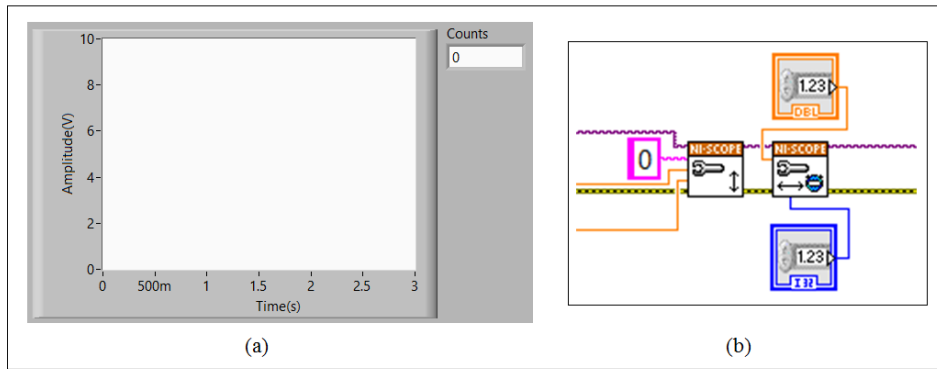 Counts
0
10
8
6
4
2
0
Amplitude(V)
0 500m 1 1.5 2 2.5 3
Time(s)
(a)
1.23
DBL
NI-SCOPE NI-SCOPE
0
1.23
I32
(b)